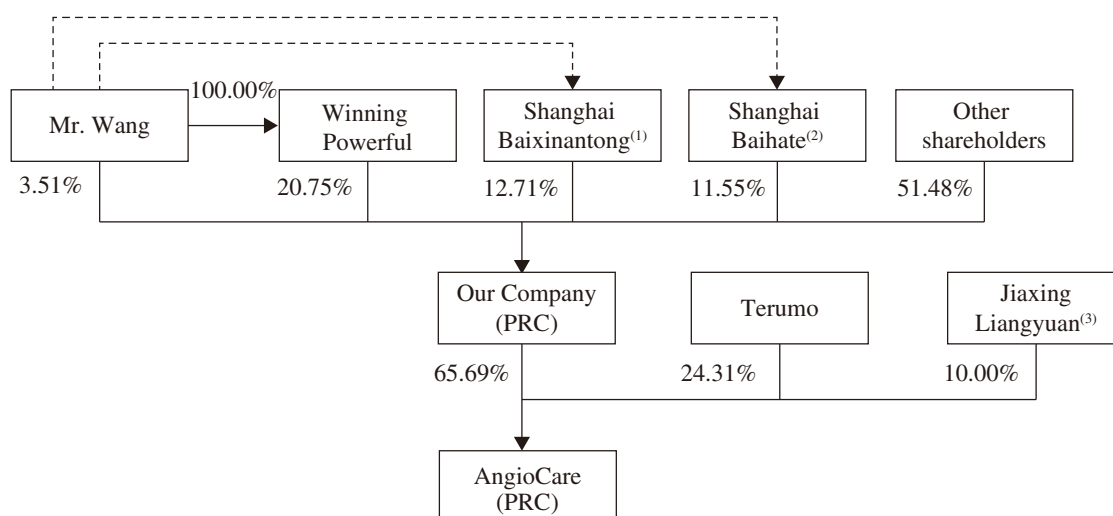 100.00%
Mr. Wang
Winning
Powerful
Shanghai
Baixinantong(1)
Shanghai
Baihate(2)
Other
shareholders
3.51%
20.75%
12.71%
11.55%
51.48%
Our Company
(PRC)
Terumo
Jiaxing
Liangyuan(3)
65.69%
24.31%
10.00%
AngioCare
(PRC)